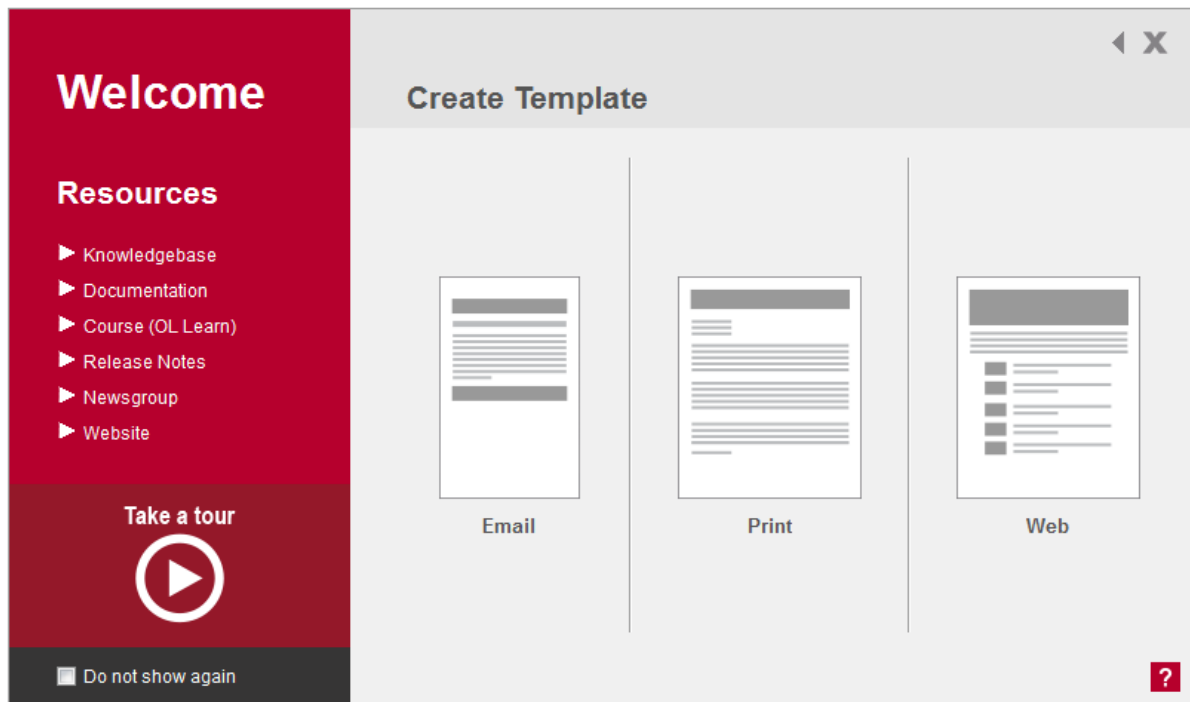 Welcome
Resources
Knowledgebase
Documentation
Course (OL Learn)
Release Notes
Newsgroup
Website
Take a tour
Do not show again
X
Create Template
Email
Print
Web
?